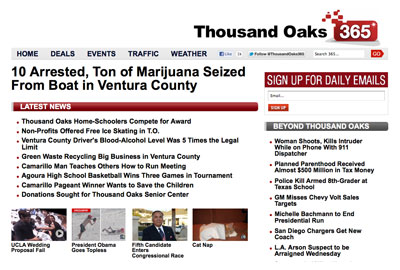 Thousand Oaks 365
HOME DEALS EVENTS TRAFFIC WEATHER Like Follow @ThousandOaks365 Search 365... GO
10 Arrested, Ton of Marijuana Seized
From Boat in Ventura County
LATEST NEWS
Thousand Oaks Home-Schoolers Compete for Award
Non-Profits Offered Free Ice Skating in T.O.
Ventura County Driver's Blood-Alcohol Level Was 5 Times the Legal
Limit
Green Waste Recycling Big Business in Ventura County
Camarillo Man Teaches Others How to Run Meeting
Agoura High School Basketball Wins Three Games in Tournament
Camarillo Pageant Winner Wants to Save the Children
Donations Sought for Thousand Oaks Senior Center
UCLA Wedding
Proposal Fail
President Obama
Goes Topless
Fifth Candidate
Enters
Congressional Race
Cat Nap
SIGN UP FOR DAILY EMAILS
Email...
SIGN UP
BEYOND THOUSAND OAKS
Woman Shoots, Kills Intruder
While on Phone With 911
Dispatcher
Planned Parenthood Received
Almost $500 Million in Tax Money
Police Kill Armed 8th-Grader at
Texas School
GM Misses Chevy Volt Sales
Targets
Michelle Bachmann to End
Presidential Run
San Diego Chargers Get New
Coach
L.A. Arson Suspect to be
Arraigned Wednesday